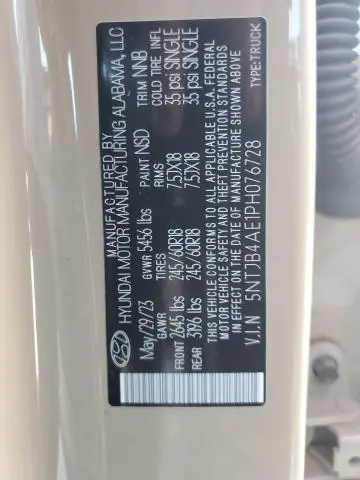 MANUFACTURED BY
HYUNDAI MOTOR MANUFACTURING ALABAMA, LLC
May/29/23 GVWR 5456 lbs PAINT NSD TRIM NNB
GAWR TIRES RIMS COLD TIRE INFL
FRONT 2645 lbs 245/60R18 7.5JX18 35 psi SINGLE
REAR 3196 lbs 245/60R18 7.5JX18 35 psi SINGLE
THIS VEHICLE CONFORMS TO ALL APPLICABLE U.S.A. FEDERAL
MOTOR VEHICLE SAFETY AND THEFT PREVENTION STANDARDS
IN EFFECT ON THE DATE OF MANUFACTURE SHOWN ABOVE.
V.I.N 5NTJB4AE1PH076728 TYPE:TRUCK